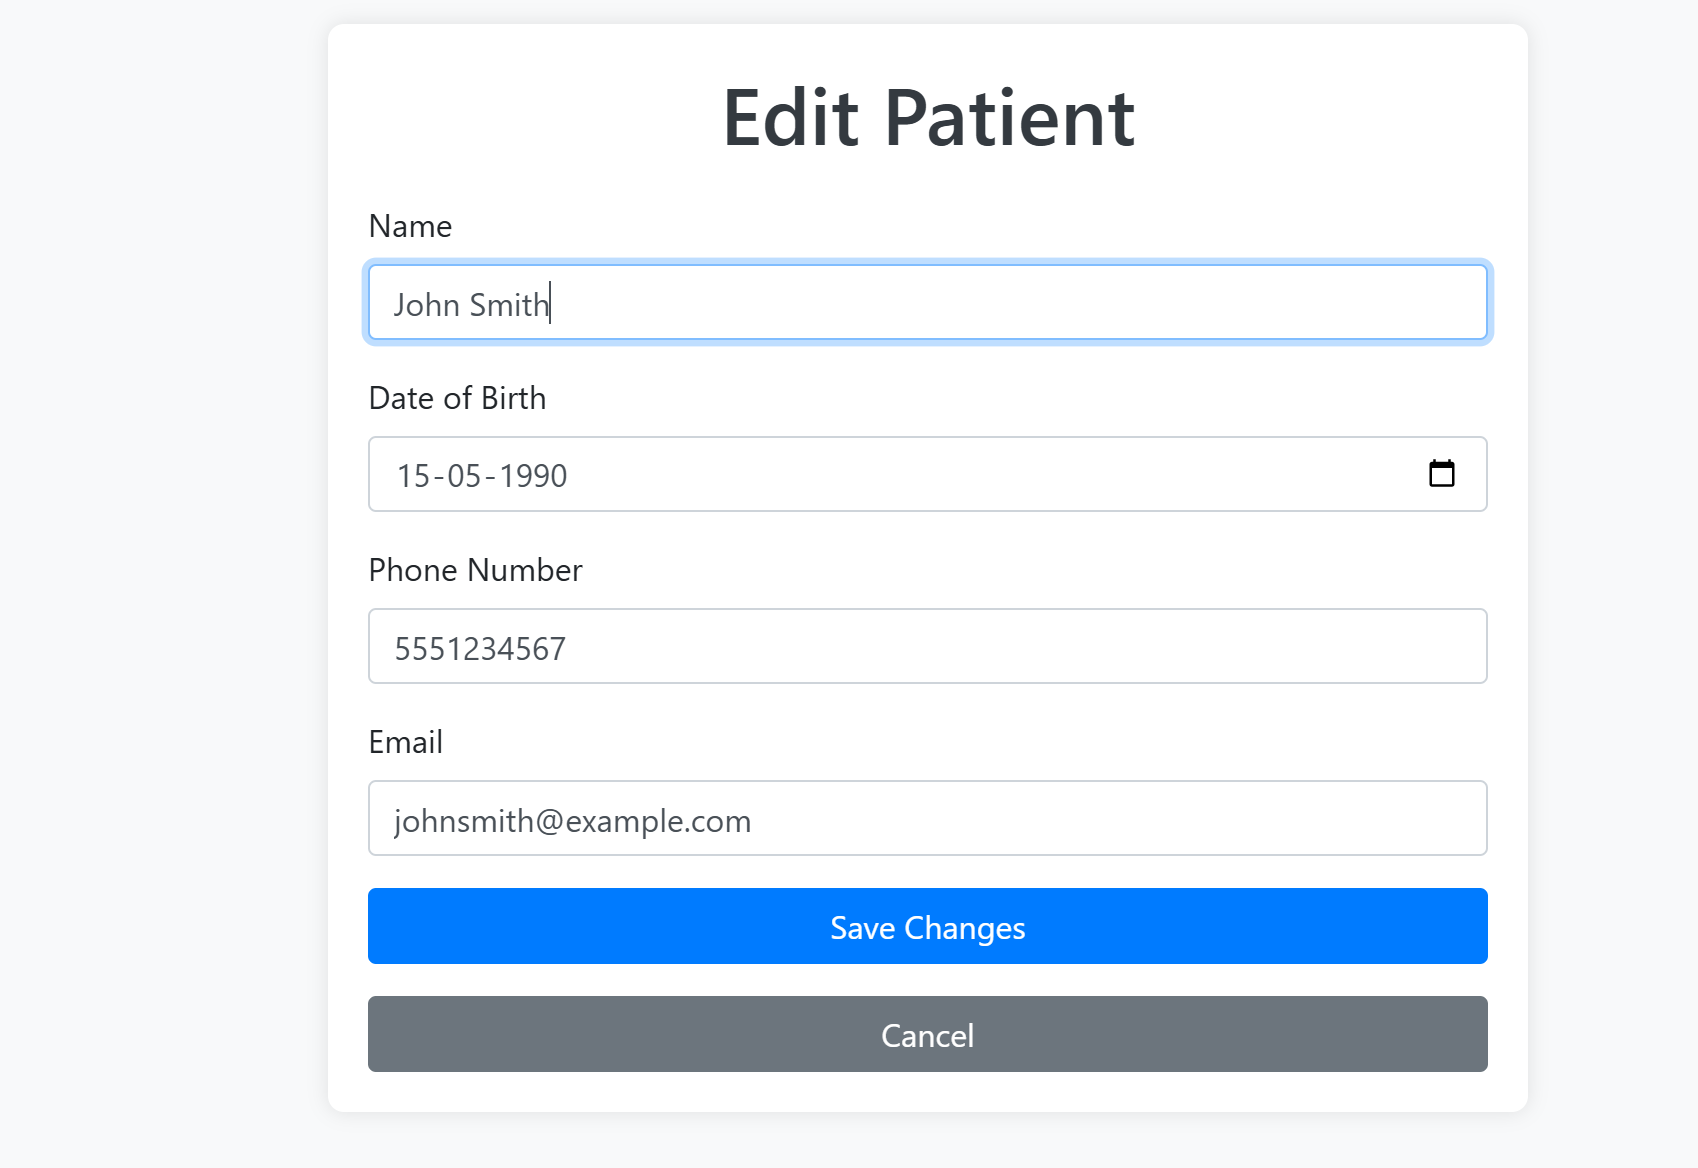 Edit Patient
Name
John Smith
Date of Birth
15-05-1990
Phone Number
5551234567
Email
johnsmith@example.com
Save Changes
Cancel